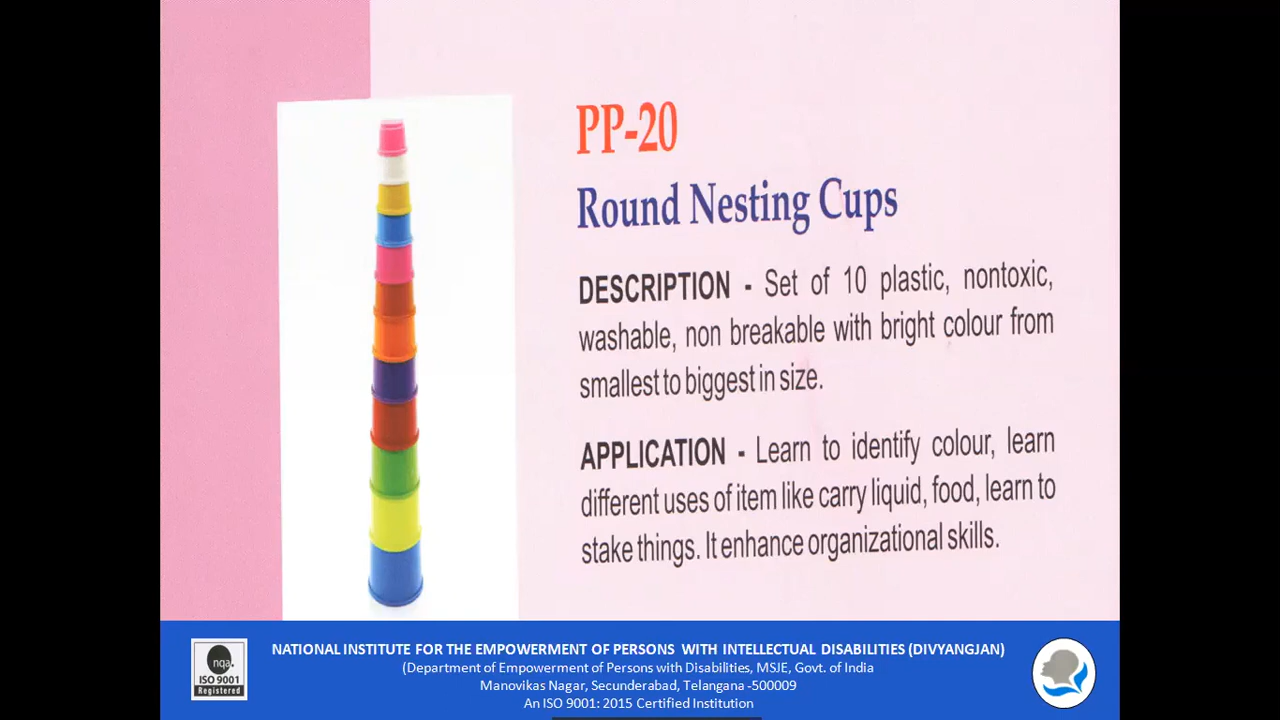 PP-20
Round Nesting Cups
DESCRIPTION - Set of 10 plastic, nontoxic,
washable, non breakable with bright colour from
smallest to biggest in size.
APPLICATION - Learn to identify colour, learn
different uses of item like carry liquid, food, learn to
stake things. It enhance organizational skills.
nqa.
ISO 9001
Registered
NATIONAL INSTITUTE FOR THE EMPOWERMENT OF PERSONS WITH INTELLECTUAL DISABILITIES (DIVYANGJAN)
(Department of Empowerment of Persons with Disabilities, MSJE, Govt. of India
Manovikas Nagar, Secunderabad, Telangana -500009
An ISO 9001: 2015 Certified Institution